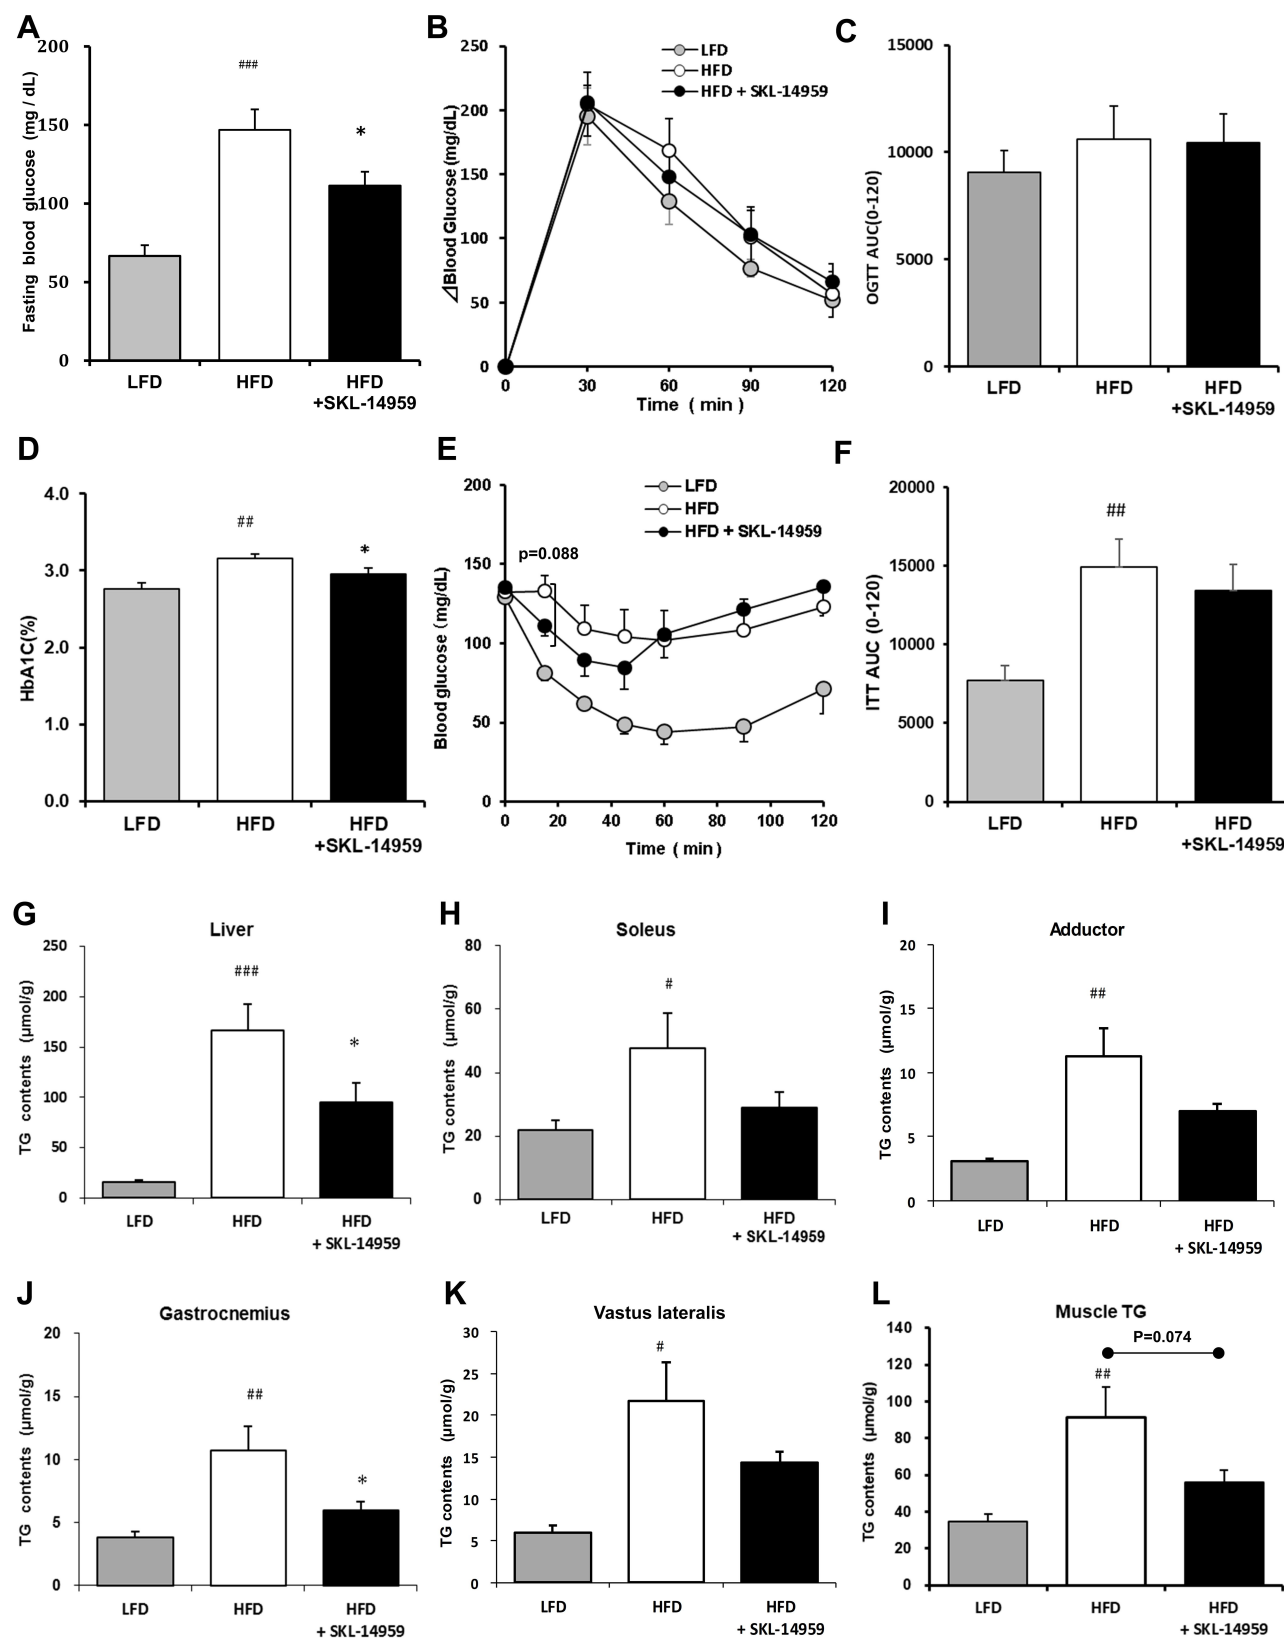 A
Fasting blood glucose (mg / dL)
200
150
100
50
0
###
*
LFD
HFD
HFD
+SKL-14959
B
⊿Blood Glucose (mg/dL)
250
200
150
100
50
0
LFD
HFD
HFD + SKL-14959
0
30
60
90
120
Time ( min )
C
OGTT AUC(0-120)
15000
10000
5000
0
LFD
HFD
HFD
+SKL-14959
D
HbA1C(%)
4.0
3.0
2.0
1.0
0.0
##
*
LFD
HFD
HFD
+SKL-14959
E
Blood glucose (mg/dL)
200
150
100
50
0
LFD
HFD
HFD + SKL-14959
p=0.088
0
20
40
60
80
100
120
Time ( min )
F
ITT AUC (0-120)
20000
15000
10000
5000
0
##
LFD
HFD
HFD
+SKL-14959
G
Liver
TG contents (μmol/g)
250
200
150
100
50
0
###
*
LFD
HFD
HFD
+ SKL-14959
H
Soleus
TG contents (μmol/g)
80
60
40
20
0
#
LFD
HFD
HFD
+ SKL-14959
I
Adductor
TG contents (μmol/g)
20
15
10
5
0
##
LFD
HFD
HFD
+ SKL-14959
J
Gastrocnemius
TG contents (μmol/g)
20
15
10
5
0
##
*
LFD
HFD
HFD
+ SKL-14959
K
Vastus lateralis
TG contents (μmol/g)
30
25
20
15
10
5
0
#
LFD
HFD
HFD
+ SKL-14959
L
Muscle TG
TG contents (μmol/g)
140
120
100
80
60
40
20
0
P=0.074
##
LFD
HFD
HFD
+ SKL-14959